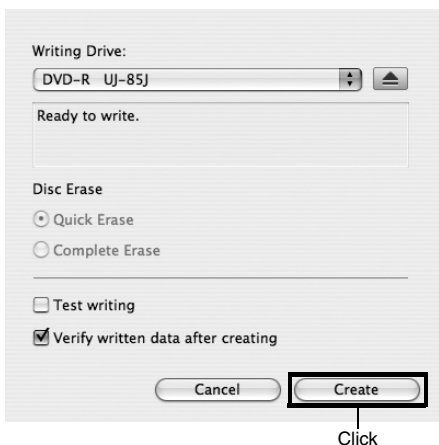 Writing Drive:
DVD-R UJ-85J
Ready to write.
Disc Erase
Quick Erase
Complete Erase
Test writing
Verify written data after creating
Cancel Create
Click